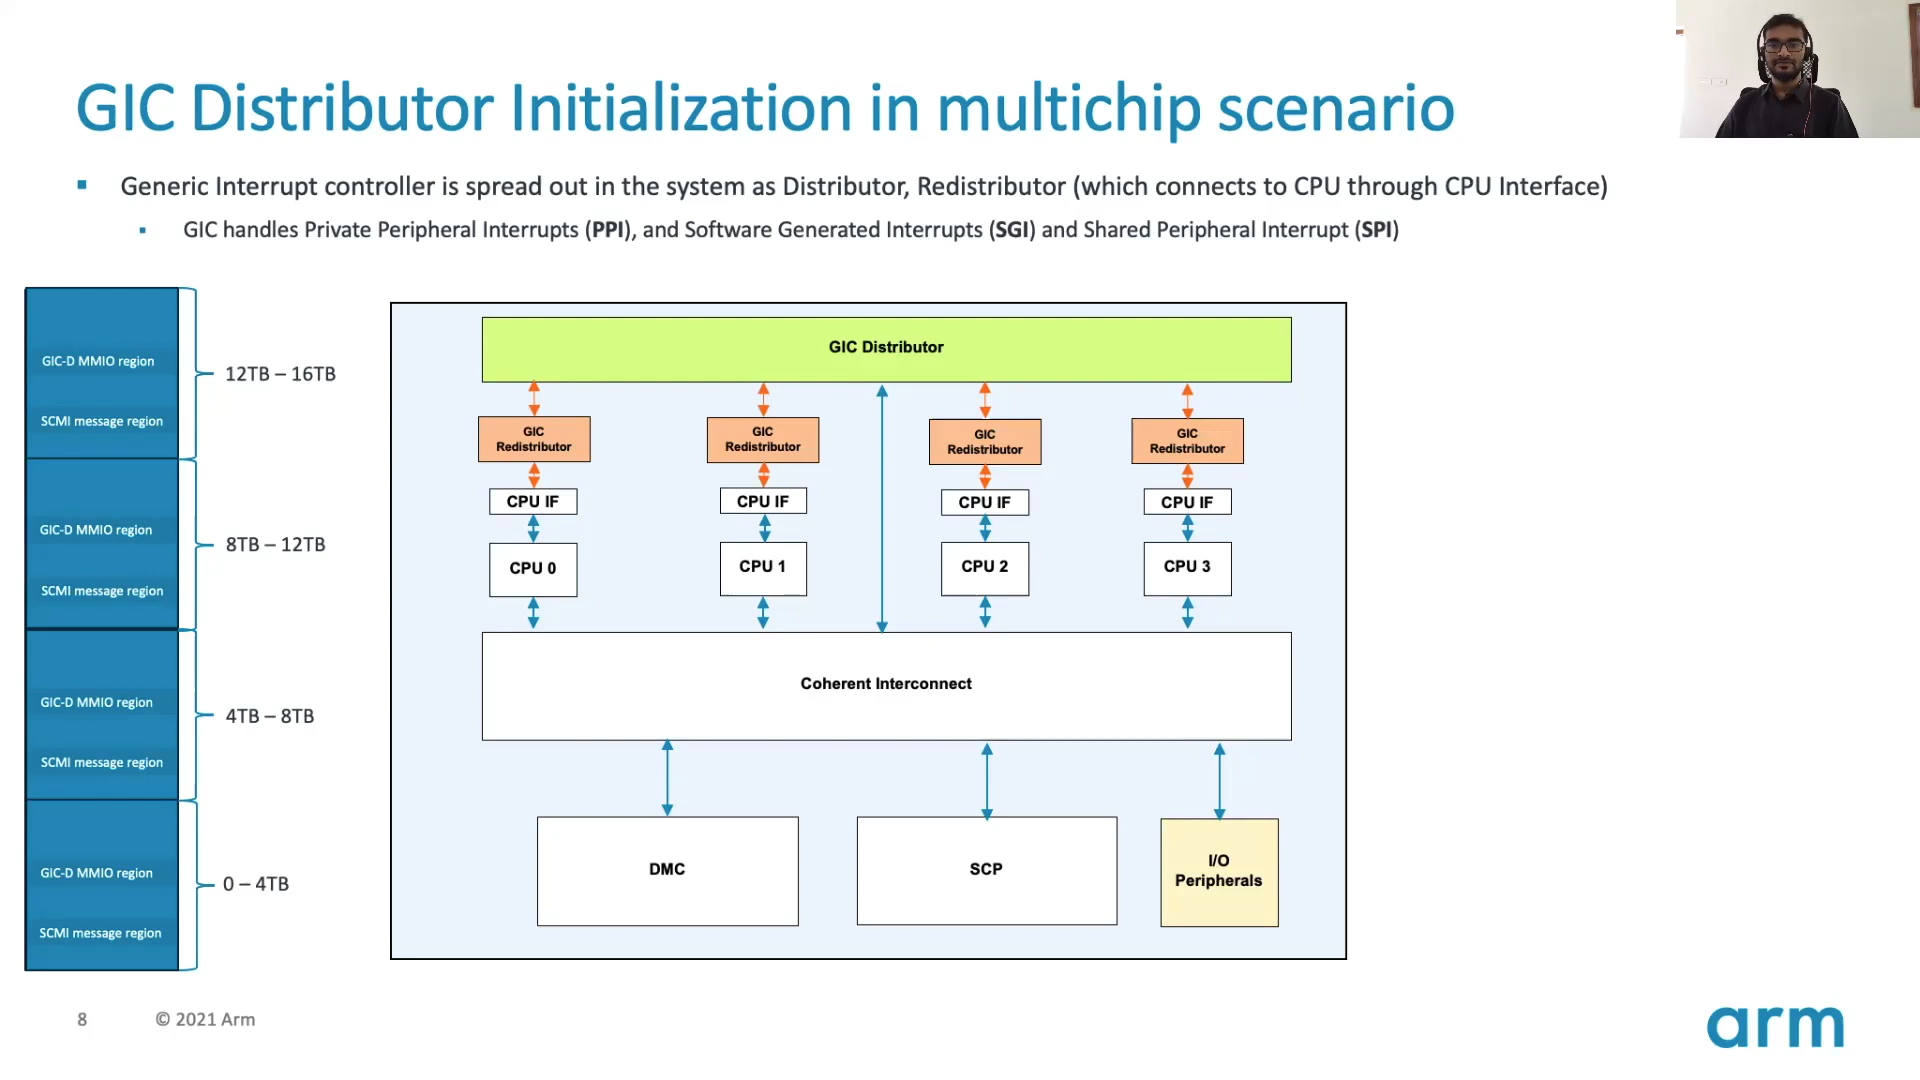 GIC Distributor Initialization in multichip scenario
Generic Interrupt controller is spread out in the system as Distributor, Redistributor (which connects to CPU through CPU Interface)
GIC handles Private Peripheral Interrupts (PPI), and Software Generated Interrupts (SGI) and Shared Peripheral Interrupt (SPI)
GIC-D MMIO region
12TB – 16TB
SCMI message region
GIC-D MMIO region
8TB – 12TB
SCMI message region
GIC-D MMIO region
4TB – 8TB
SCMI message region
GIC-D MMIO region
0 – 4TB
SCMI message region
GIC Distributor
GIC
Redistributor
GIC
Redistributor
GIC
Redistributor
GIC
Redistributor
CPU IF
CPU IF
CPU IF
CPU IF
CPU 0
CPU 1
CPU 2
CPU 3
Coherent Interconnect
DMC
SCP
I/O
Peripherals
8
© 2021 Arm
arm